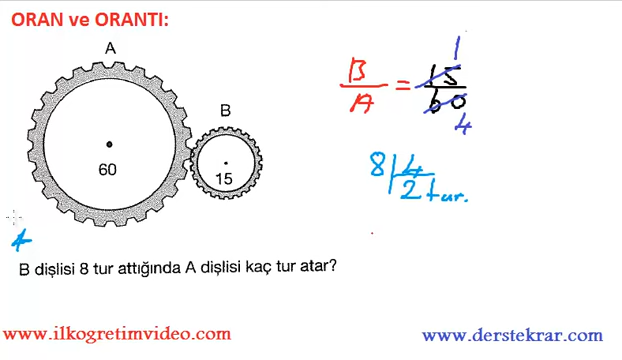 ORAN ve ORANTI:
A
B
60
15
B dişlisi 8 tur attığında A dişlisi kaç tur atar?
B/A = 15/60
1
4
8|4
2 tur.
www.ilkogretimvideo.com
www.derstekrar.com